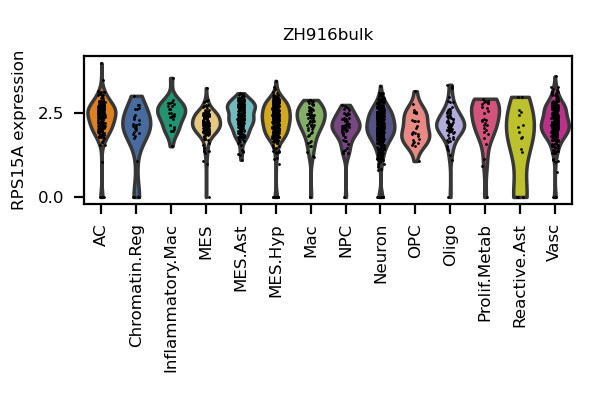 ZH916bulk
RPS15A expression
2.5
0.0
AC
Chromatin.Reg
Inflammatory.Mac
MES
MES.Ast
MES.Hyp
Mac
NPC
Neuron
OPC
Oligo
Prolif.Metab
Reactive.Ast
Vasc